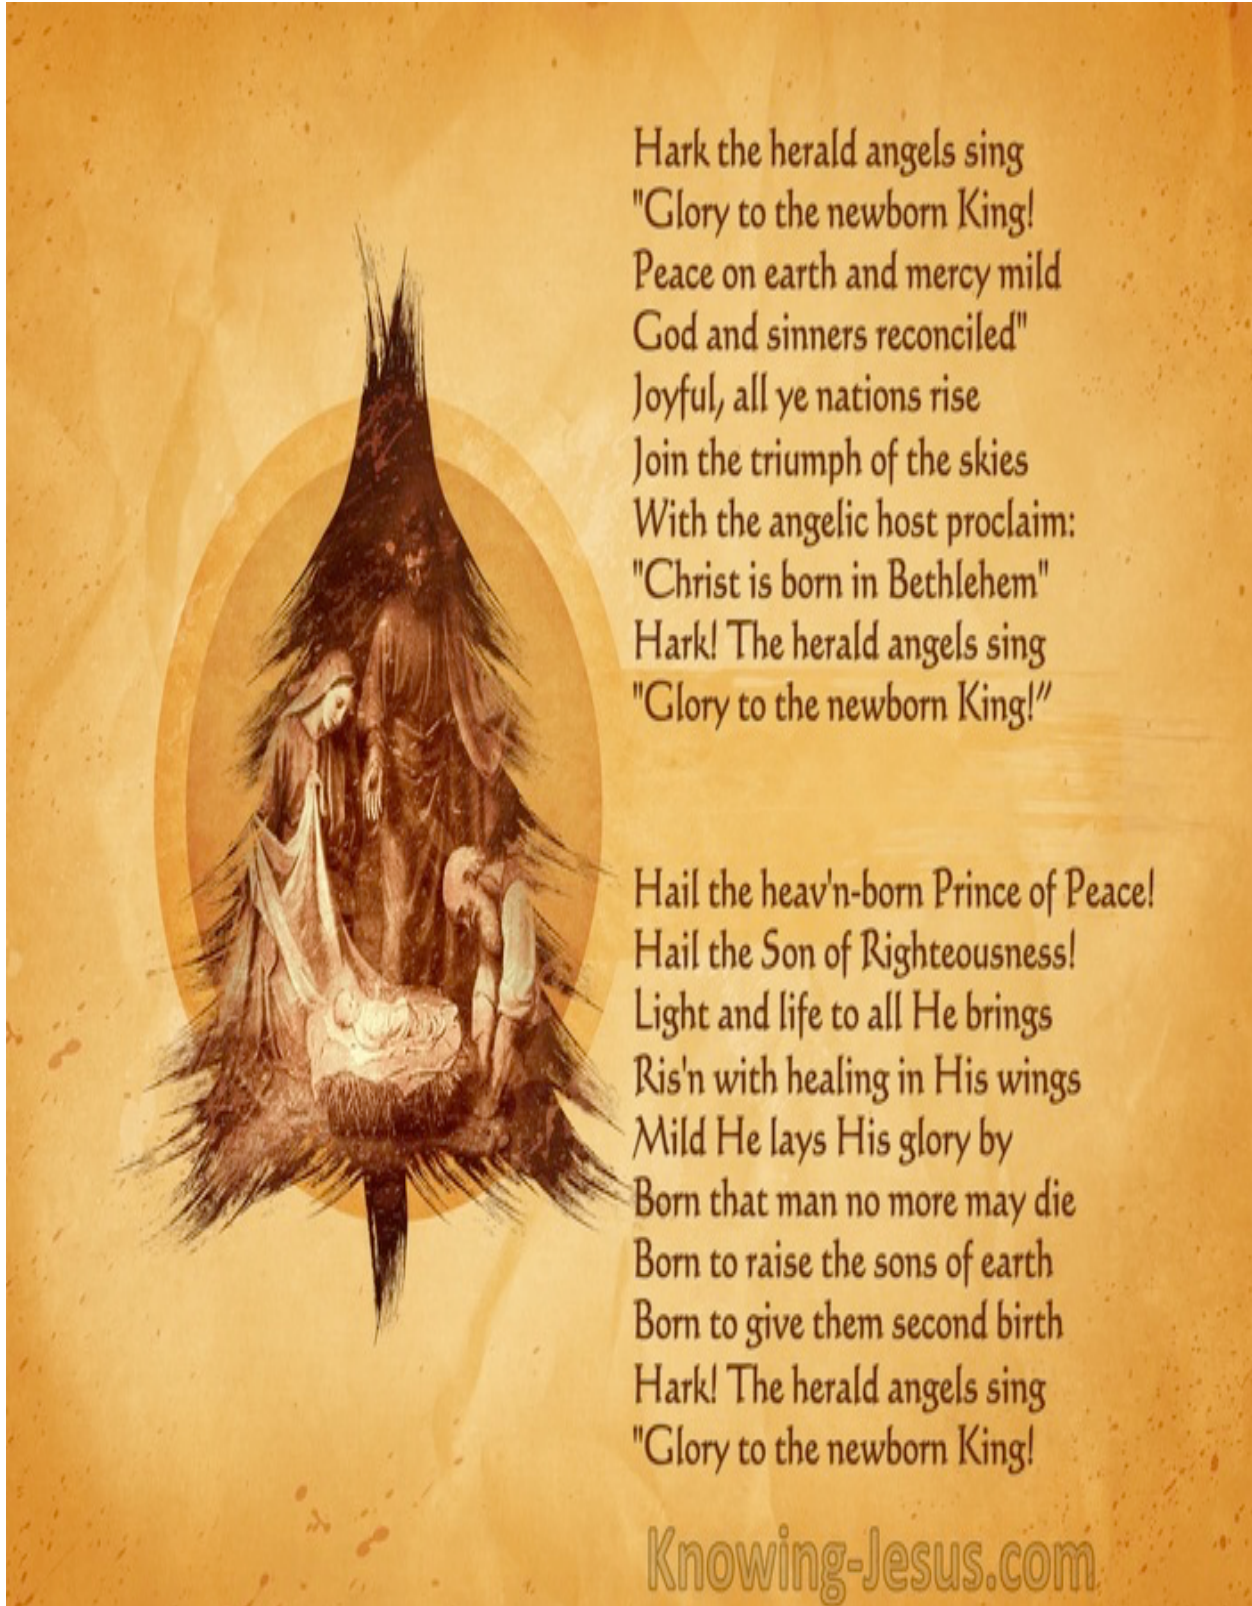 Hark the herald angels sing
"Glory to the newborn King!
Peace on earth and mercy mild
God and sinners reconciled"
Joyful, all ye nations rise
Join the triumph of the skies
With the angelic host proclaim:
"Christ is born in Bethlehem"
Hark! The herald angels sing
"Glory to the newborn King!”
Hail the heav'n-born Prince of Peace!
Hail the Son of Righteousness!
Light and life to all He brings
Ris'n with healing in His wings
Mild He lays His glory by
Born that man no more may die
Born to raise the sons of earth
Born to give them second birth
Hark! The herald angels sing
"Glory to the newborn King!
Knowing-Jesus.com